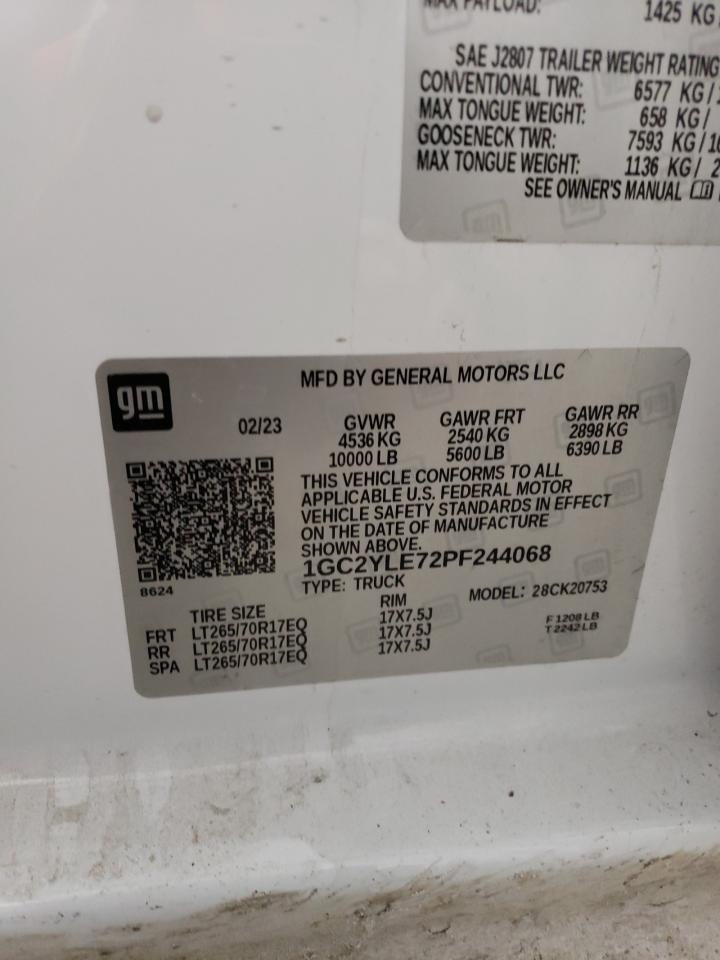 MAX PAYLOAD: 1425 KG
SAE J2807 TRAILER WEIGHT RATING
CONVENTIONAL TWR: 6577 KG/
MAX TONGUE WEIGHT: 658 KG/
GOOSENECK TWR: 7593 KG/16
MAX TONGUE WEIGHT: 1136 KG/ 2
SEE OWNER'S MANUAL
gm
MFD BY GENERAL MOTORS LLC
02/23
GVWR GAWR FRT GAWR RR
4536 KG 2540 KG 2898 KG
10000 LB 5600 LB 6390 LB
THIS VEHICLE CONFORMS TO ALL
APPLICABLE U.S. FEDERAL MOTOR
VEHICLE SAFETY STANDARDS IN EFFECT
ON THE DATE OF MANUFACTURE
SHOWN ABOVE.
1GC2YLE72PF244068
8624
TYPE: TRUCK MODEL: 28CK20753
TIRE SIZE RIM
FRT LT265/70R17EQ 17X7.5J F 1208 LB
RR LT265/70R17EQ 17X7.5J T 2242 LB
SPA LT265/70R17EQ 17X7.5J